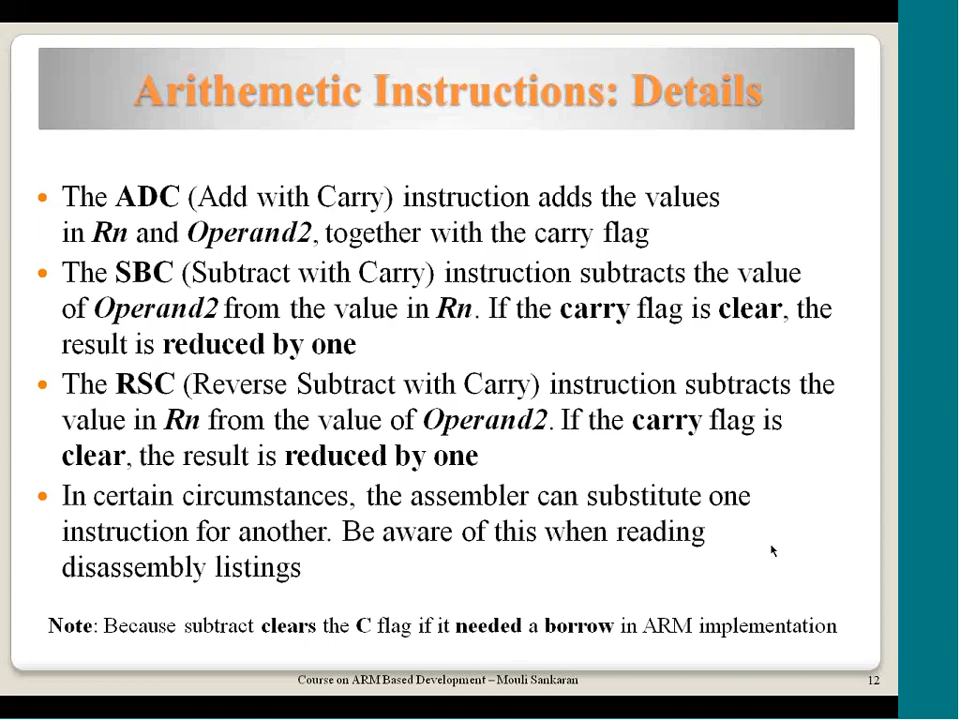 Arithemetic Instructions: Details
• The ADC (Add with Carry) instruction adds the values
in Rn and Operand2, together with the carry flag
• The SBC (Subtract with Carry) instruction subtracts the value
of Operand2 from the value in Rn. If the carry flag is clear, the
result is reduced by one
• The RSC (Reverse Subtract with Carry) instruction subtracts the
value in Rn from the value of Operand2. If the carry flag is
clear, the result is reduced by one
• In certain circumstances, the assembler can substitute one
instruction for another. Be aware of this when reading
disassembly listings
Note: Because subtract clears the C flag if it needed a borrow in ARM implementation
Course on ARM Based Development – Mouli Sankaran
12